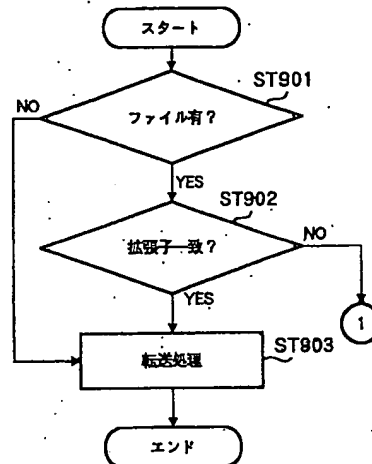 スタート
ST901
ファイル有?
NO
YES
ST902
拡張子一致?
NO
YES
1
転送処理
ST903
エンド